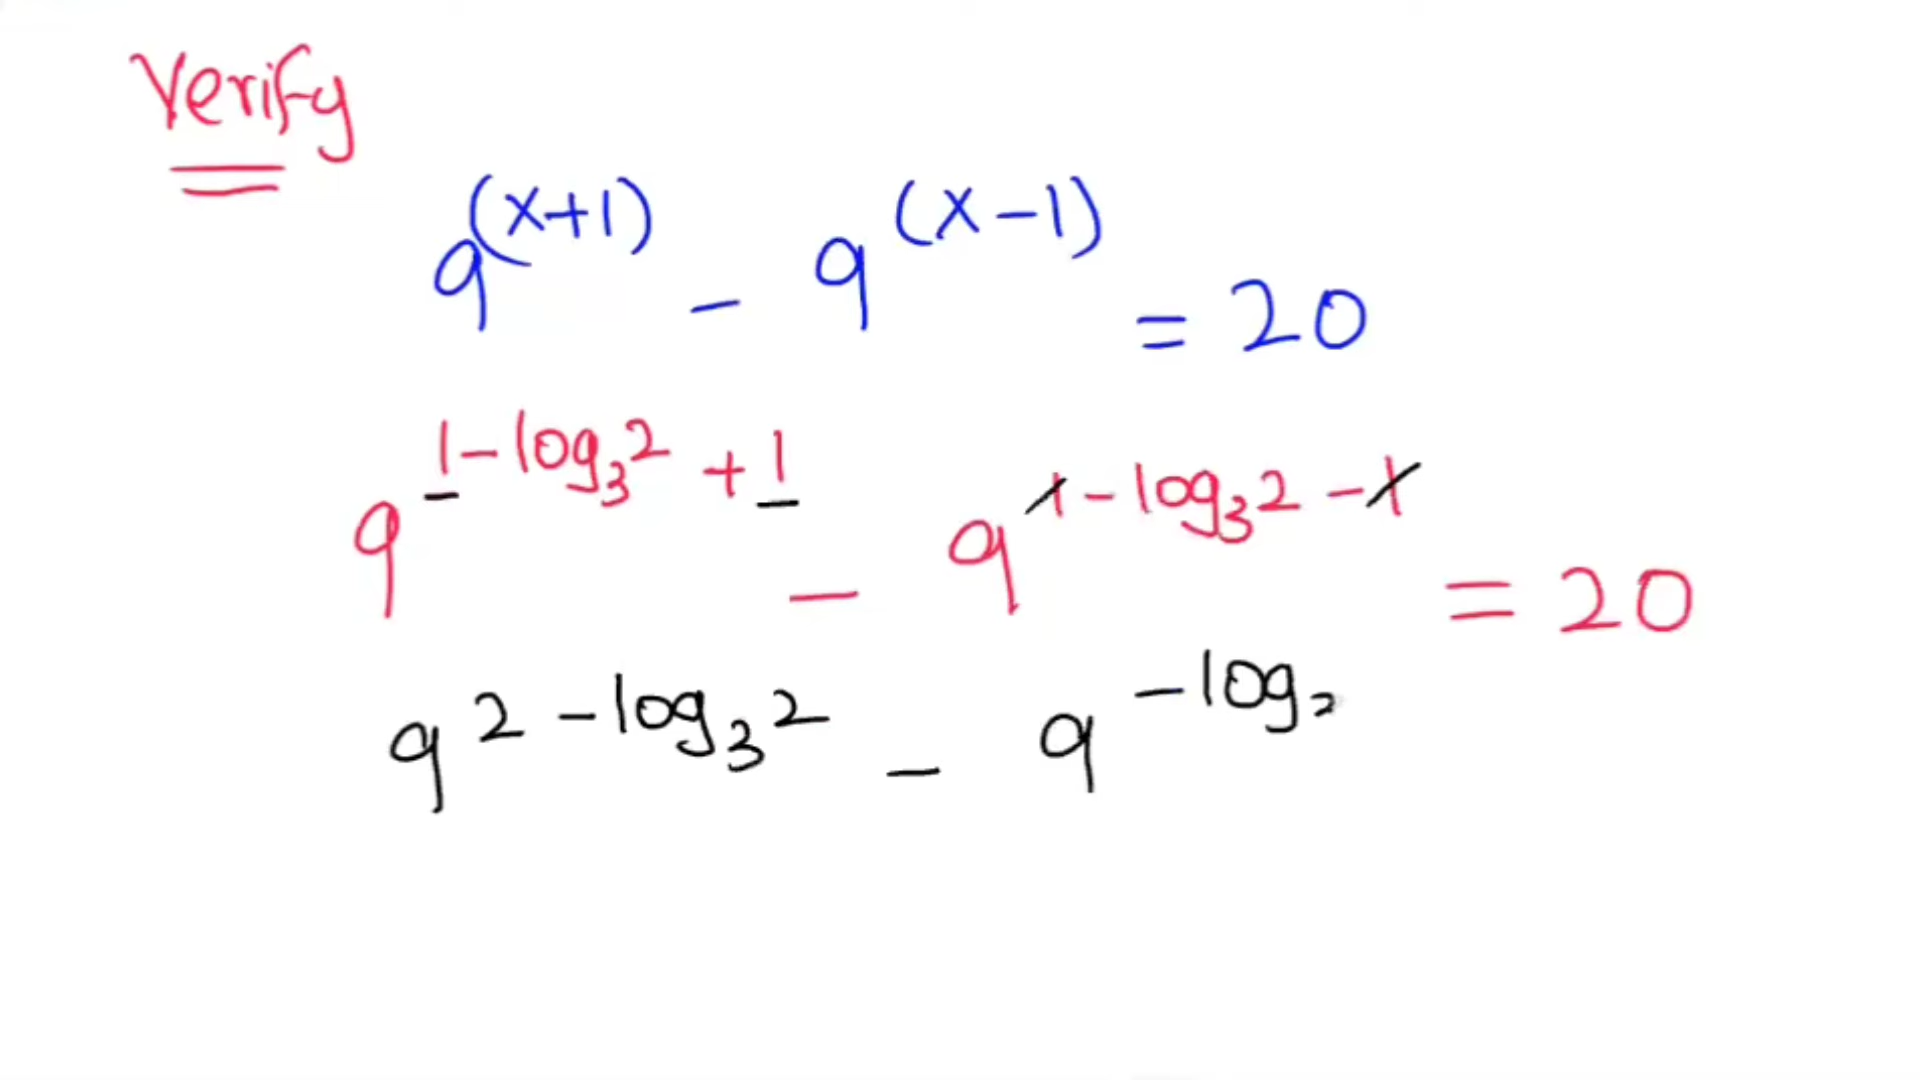 Verify
9^(x+1) - 9^(x-1) = 20
9^(1-log₃2+1) - 9^(1-log₃2-1) = 20
9^(2-log₃2) - 9^(-log